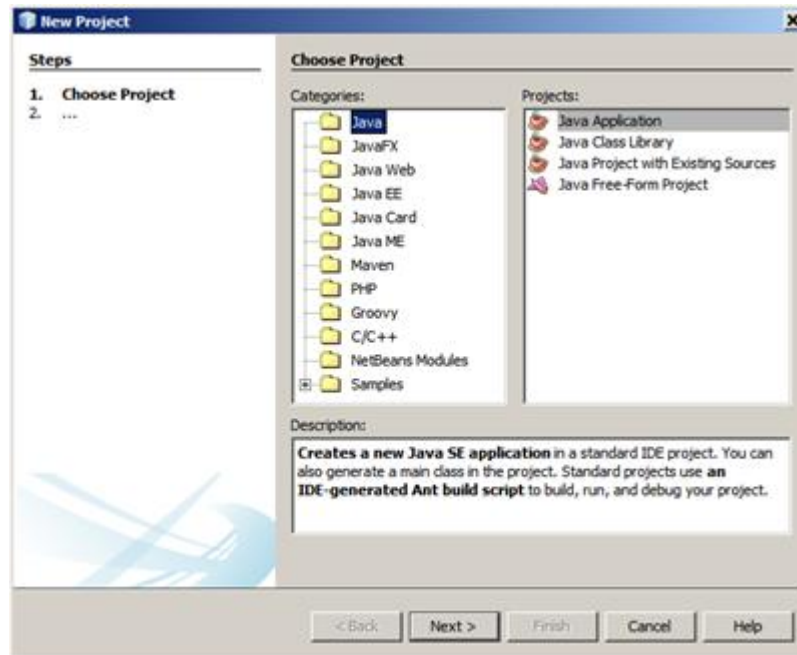 New Project
Steps
1. Choose Project
2. ...
Choose Project
Categories:
Java
JavaFX
Java Web
Java EE
Java Card
Java ME
Maven
PHP
Groovy
C/C++
NetBeans Modules
Samples
Projects:
Java Application
Java Class Library
Java Project with Existing Sources
Java Free-Form Project
Description:
Creates a new Java SE application in a standard IDE project. You can
also generate a main class in the project. Standard projects use an
IDE-generated Ant build script to build, run, and debug your project.
< Back
Next >
Finish
Cancel
Help